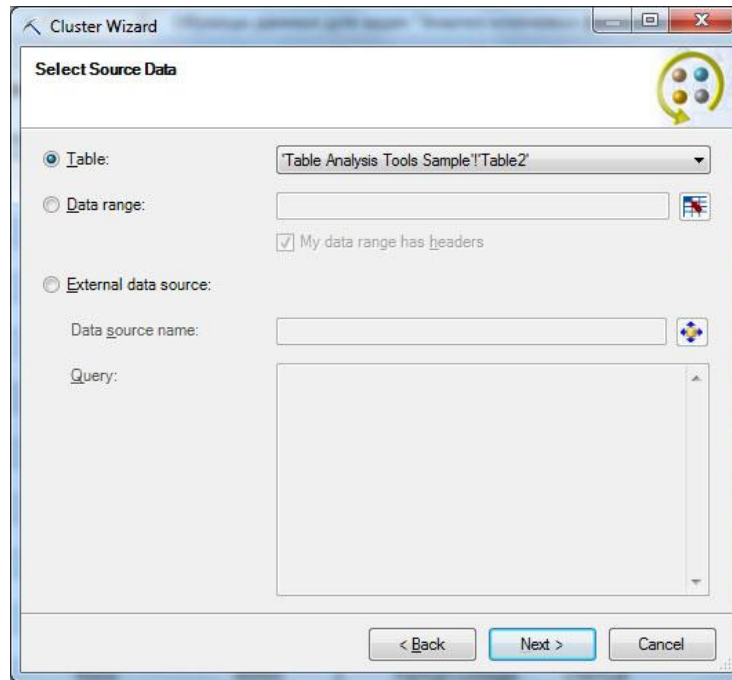 Cluster Wizard
Select Source Data
Table:
'Table Analysis Tools Sample'!'Table2'
Data range:
My data range has headers
External data source:
Data source name:
Query:
< Back
Next >
Cancel